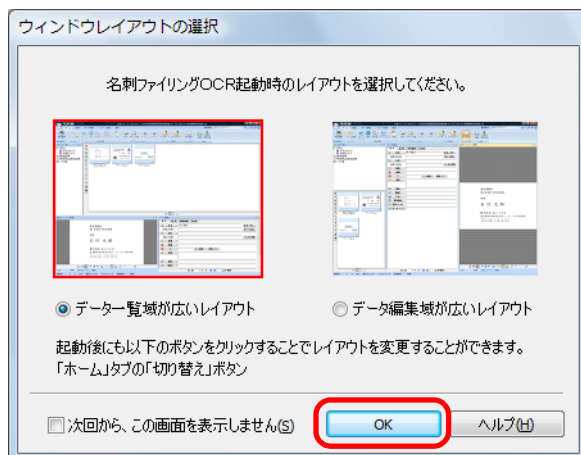 ウィンドウレイアウトの選択
名刺ファイリングOCR起動時のレイアウトを選択してください。
データ一覧域が広いレイアウト
データ編集域が広いレイアウト
起動後にも以下のボタンをクリックすることでレイアウトを変更することができます。
「ホーム」タブの「切り替え」ボタン
次回から、この画面を表示しません(S)
OK
ヘルプ(H)